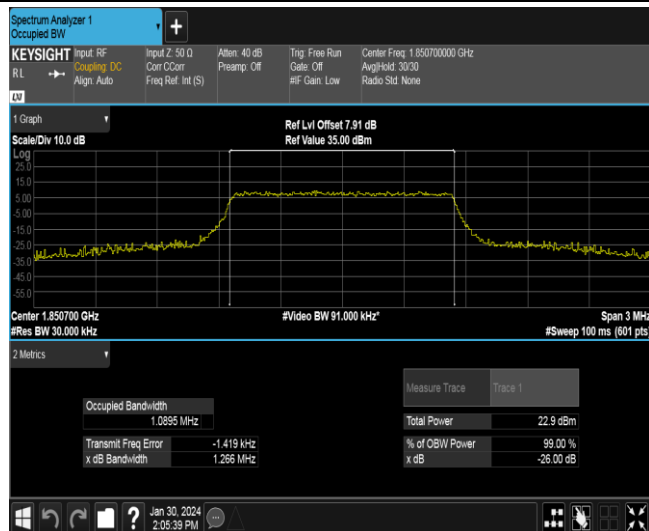 Spectrum Analyzer 1
Occupied BW
+
KEYSIGHT
RL
Input: RF
Coupling: DC
Align: Auto
Input Z: 50 Ω
Corr CCorr
Freq Ref: Int (S)
Atten: 40 dB
Preamp: Off
Trig: Free Run
Gate: Off
#IF Gain: Low
Center Freq: 1.850700000 GHz
Avg|Hold: 30/30
Radio Std: None
1 Graph
Scale/Div 10.0 dB
Ref Lvl Offset 7.91 dB
Ref Value 35.00 dBm
Log
25.0
15.0
5.00
-5.00
-15.0
-25.0
-35.0
-45.0
-55.0
Center 1.850700 GHz
#Res BW 30.000 kHz
#Video BW 91.000 kHz*
Span 3 MHz
#Sweep 100 ms (601 pts)
2 Metrics
Measure Trace
Trace 1
Occupied Bandwidth
1.0895 MHz
Total Power 22.9 dBm
Transmit Freq Error -1.419 kHz
% of OBW Power 99.00 %
x dB Bandwidth 1.266 MHz
x dB -26.00 dB
?
Jan 30, 2024
2:05:39 PM